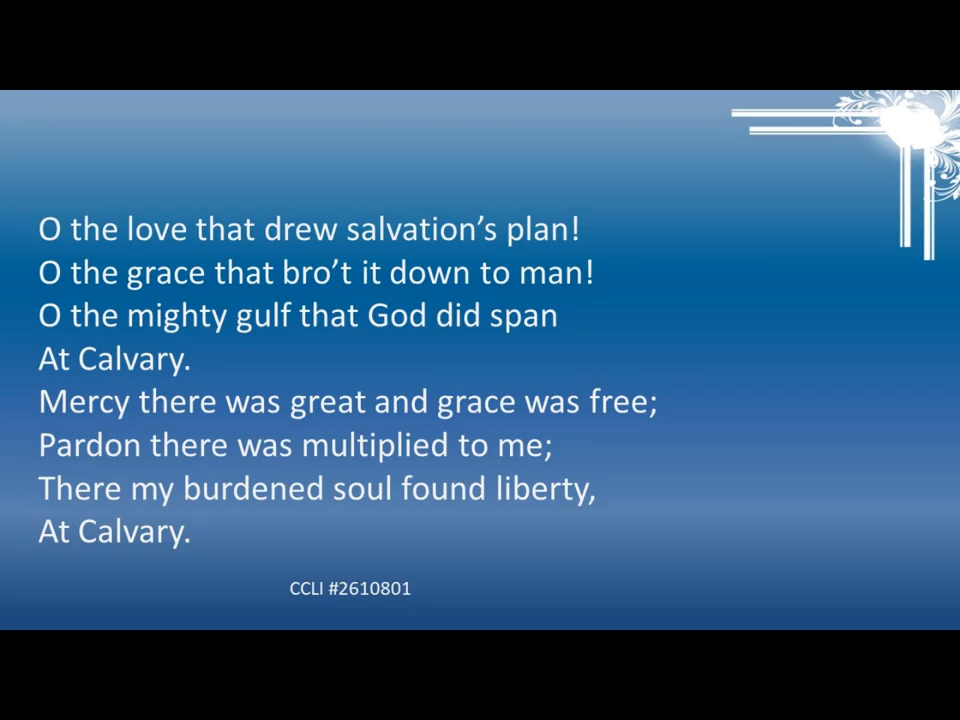 O the love that drew salvation’s plan!
O the grace that bro’t it down to man!
O the mighty gulf that God did span
At Calvary.
Mercy there was great and grace was free;
Pardon there was multiplied to me;
There my burdened soul found liberty,
At Calvary.
CCLI #2610801